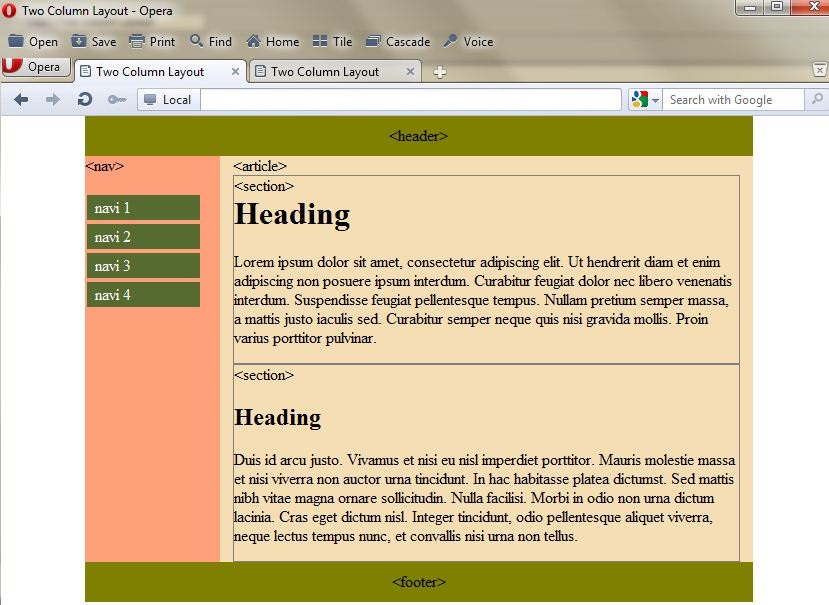 Two Column Layout - Opera
Open Save Print Find Home Tile Cascade Voice
Opera Two Column Layout Two Column Layout
Local Search with Google
<header>
<nav>
navi 1
navi 2
navi 3
navi 4
<article>
<section>
Heading
Lorem ipsum dolor sit amet, consectetur adipiscing elit. Ut hendrerit diam et enim
adipiscing non posuere ipsum interdum. Curabitur feugiat dolor nec libero venenatis
interdum. Suspendisse feugiat pellentesque tempus. Nullam pretium semper massa,
a mattis justo iaculis sed. Curabitur semper neque quis nisi gravida mollis. Proin
varius porttitor pulvinar.
<section>
Heading
Duis id arcu justo. Vivamus et nisi eu nisl imperdiet porttitor. Mauris molestie massa
et nisi viverra non auctor urna tincidunt. In hac habitasse platea dictumst. Sed mattis
nibh vitae magna ornare sollicitudin. Nulla facilisi. Morbi in odio non urna dictum
lacinia. Cras eget dictum nisl. Integer tincidunt, odio pellentesque aliquet viverra,
neque lectus tempus nunc, et convallis nisi urna non tellus.
<footer>